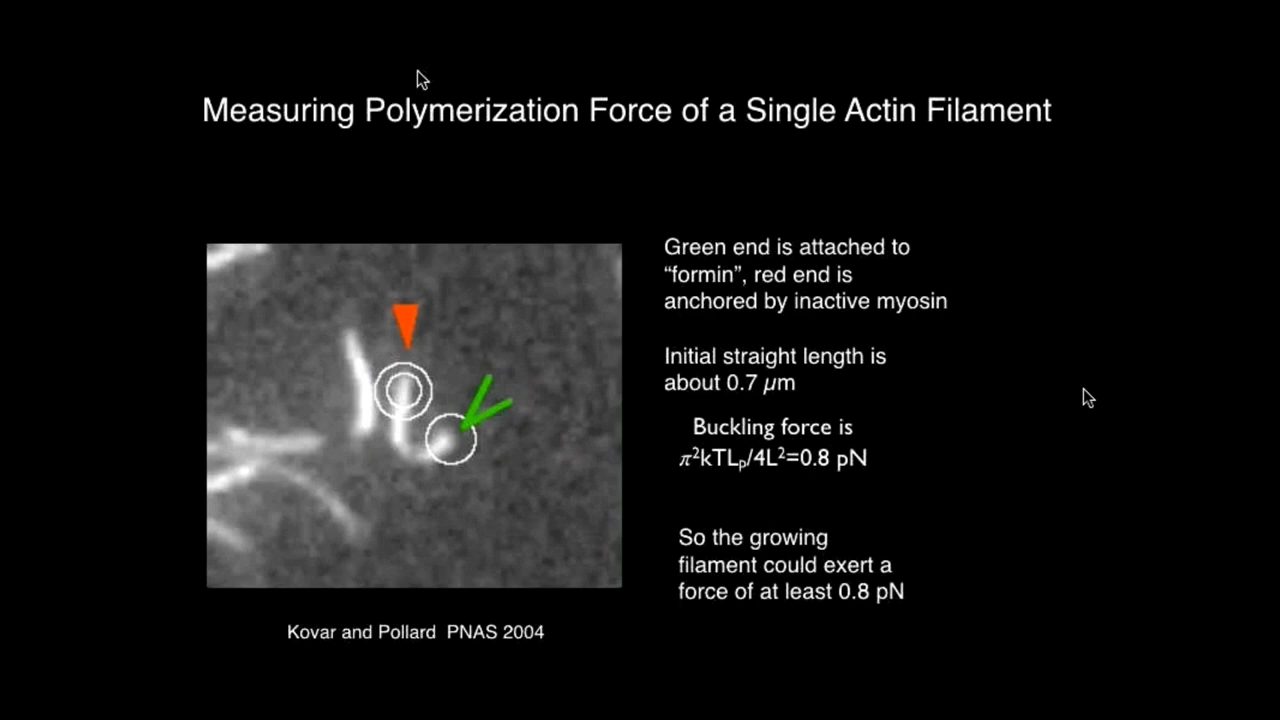 Measuring Polymerization Force of a Single Actin Filament
Green end is attached to
“formin”, red end is
anchored by inactive myosin
Initial straight length is
about 0.7 µm
Buckling force is
π²kTLₚ/4L²=0.8 pN
So the growing
filament could exert a
force of at least 0.8 pN
Kovar and Pollard PNAS 2004